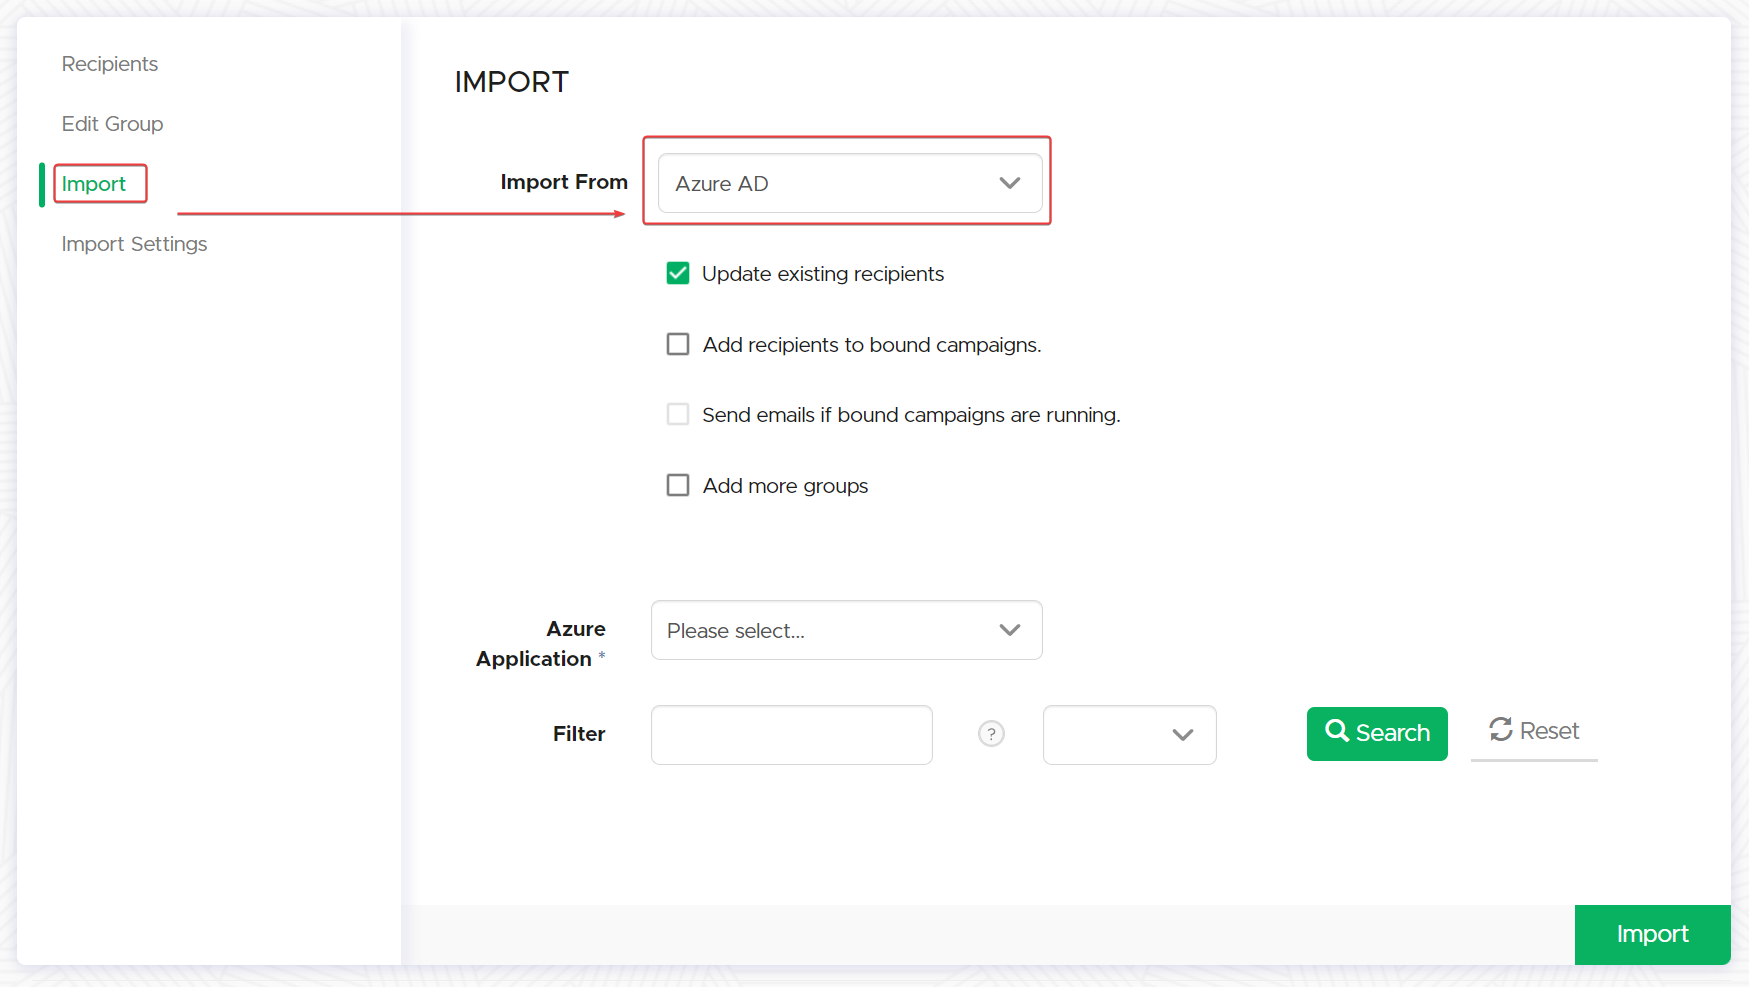 Recipients
Edit Group
Import
Import Settings
IMPORT
Import From
Azure AD
Update existing recipients
Add recipients to bound campaigns.
Send emails if bound campaigns are running.
Add more groups
Azure
Application *
Please select...
Filter
?
Search
Reset
Import